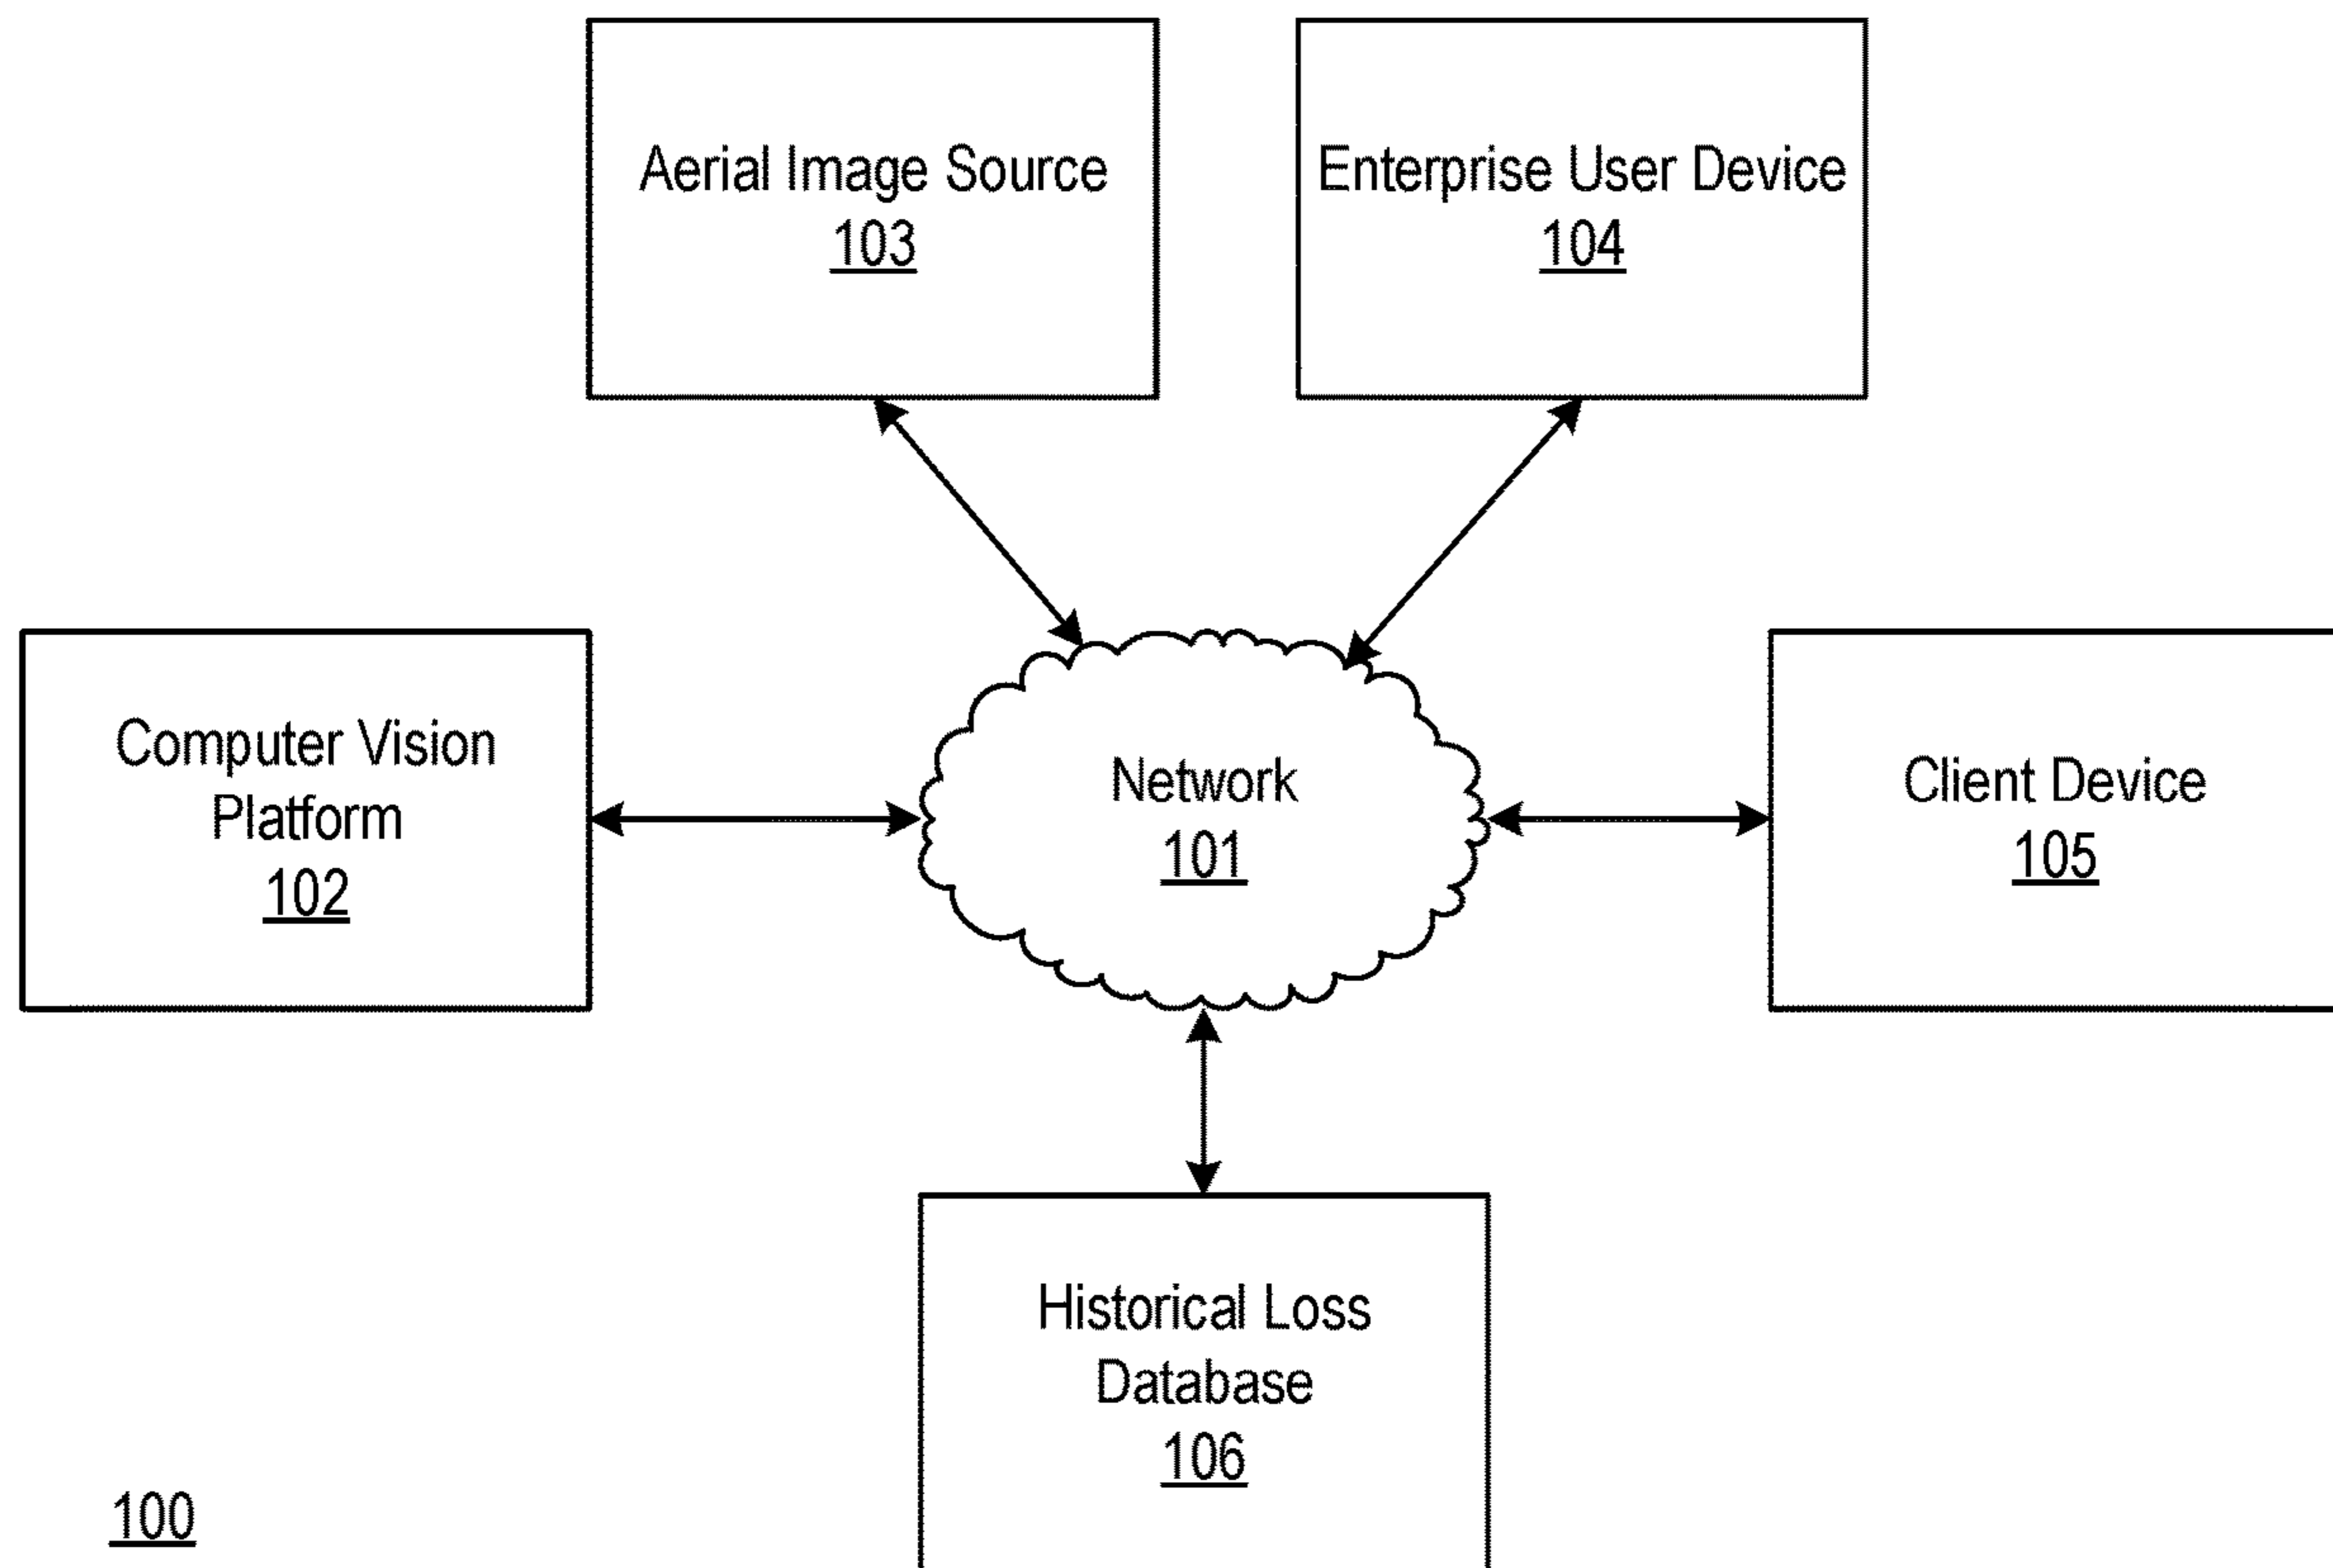 Aerial Image Source
103
Enterprise User Device
104
Computer Vision
Platform
102
Network
101
Client Device
105
Historical Loss
Database
106
100